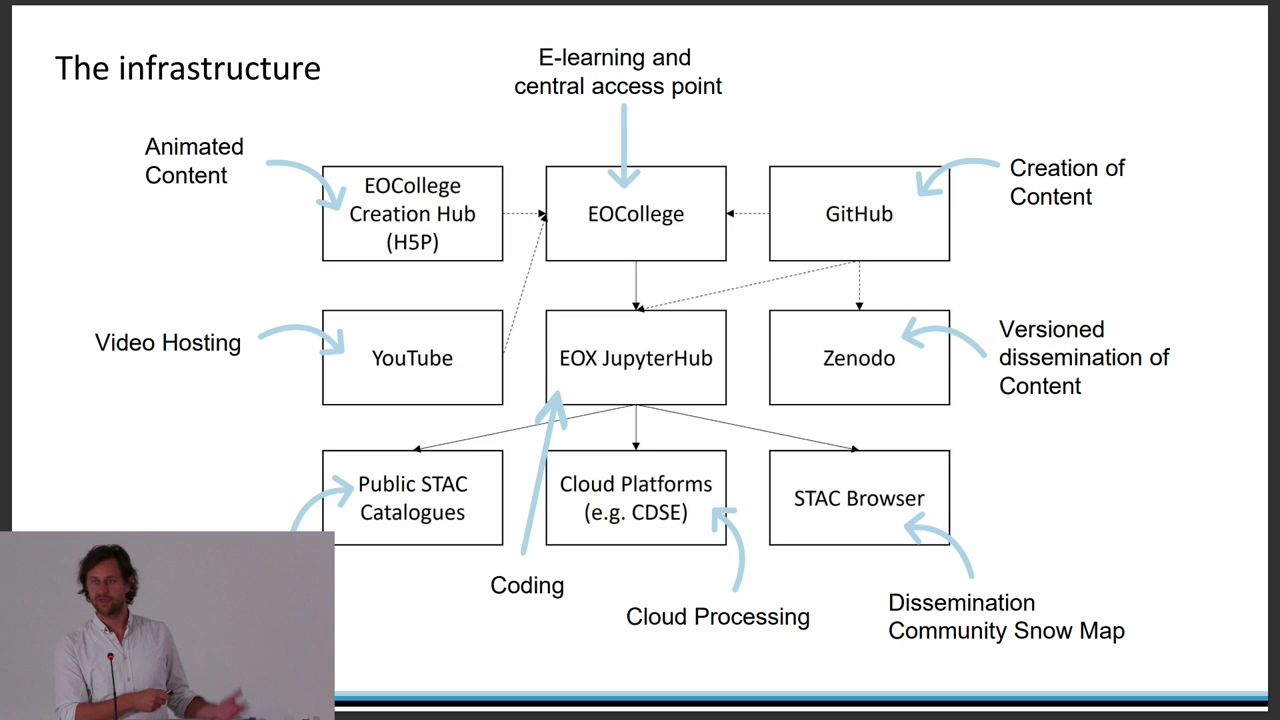 The infrastructure
E-learning and
central access point
Animated
Content
EOCollege
Creation Hub
(H5P)
EOCollege
GitHub
Creation of
Content
Video Hosting
YouTube
EOX JupyterHub
Zenodo
Versioned
dissemination of
Content
Public STAC
Catalogues
Cloud Platforms
(e.g. CDSE)
STAC Browser
Coding
Cloud Processing
Dissemination
Community Snow Map